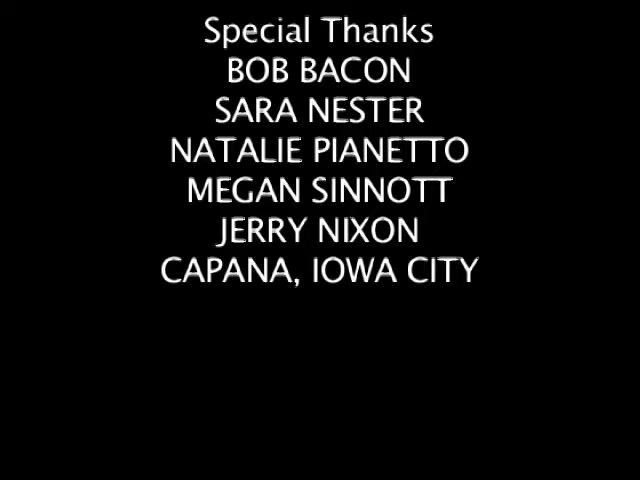 Special Thanks
BOB BACON
SARA NESTER
NATALIE PIANETTO
MEGAN SINNOTT
JERRY NIXON
CAPANA, IOWA CITY